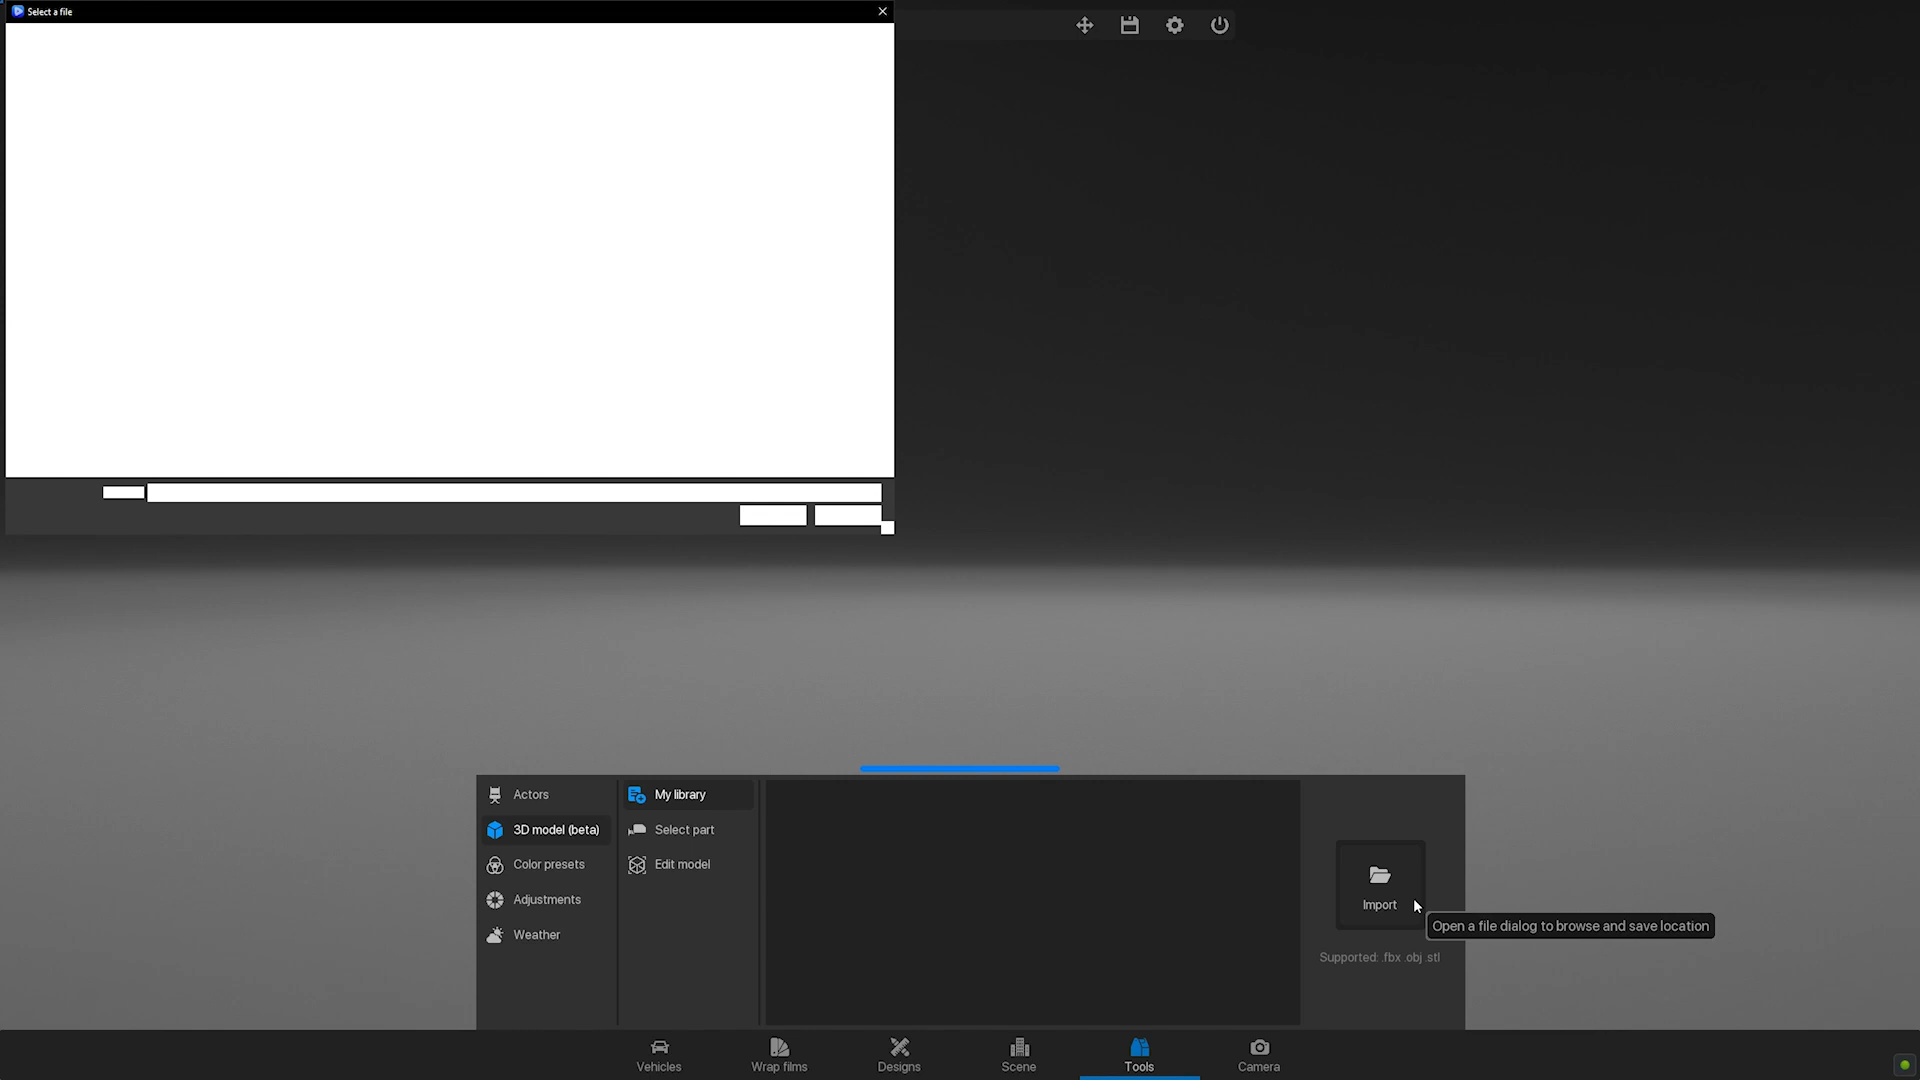 Select a file
Actors
3D model (beta)
Color presets
Adjustments
Weather
My library
Select part
Edit model
Import
Open a file dialog to browse and save location
Supported: .fbx .obj .stl
Vehicles
Wrap films
Designs
Scene
Tools
Camera